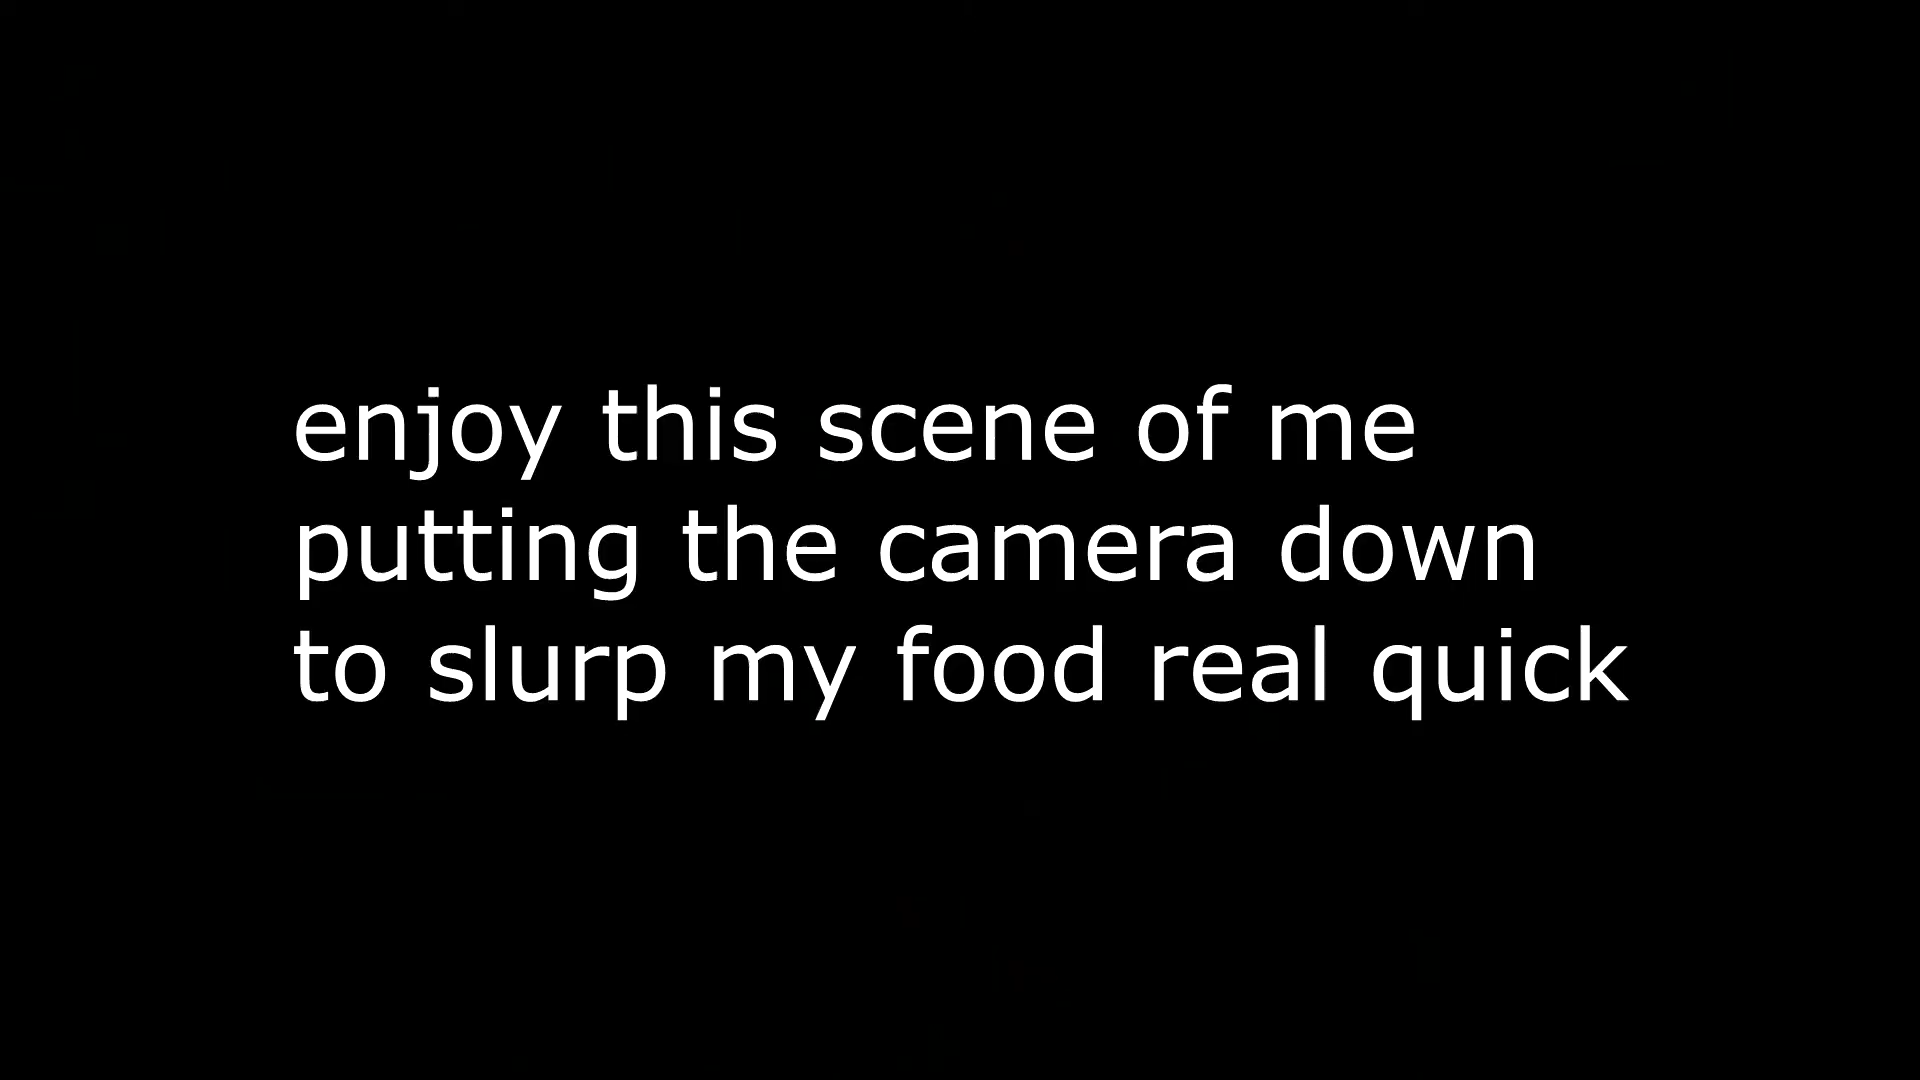 enjoy this scene of me
putting the camera down
to slurp my food real quick